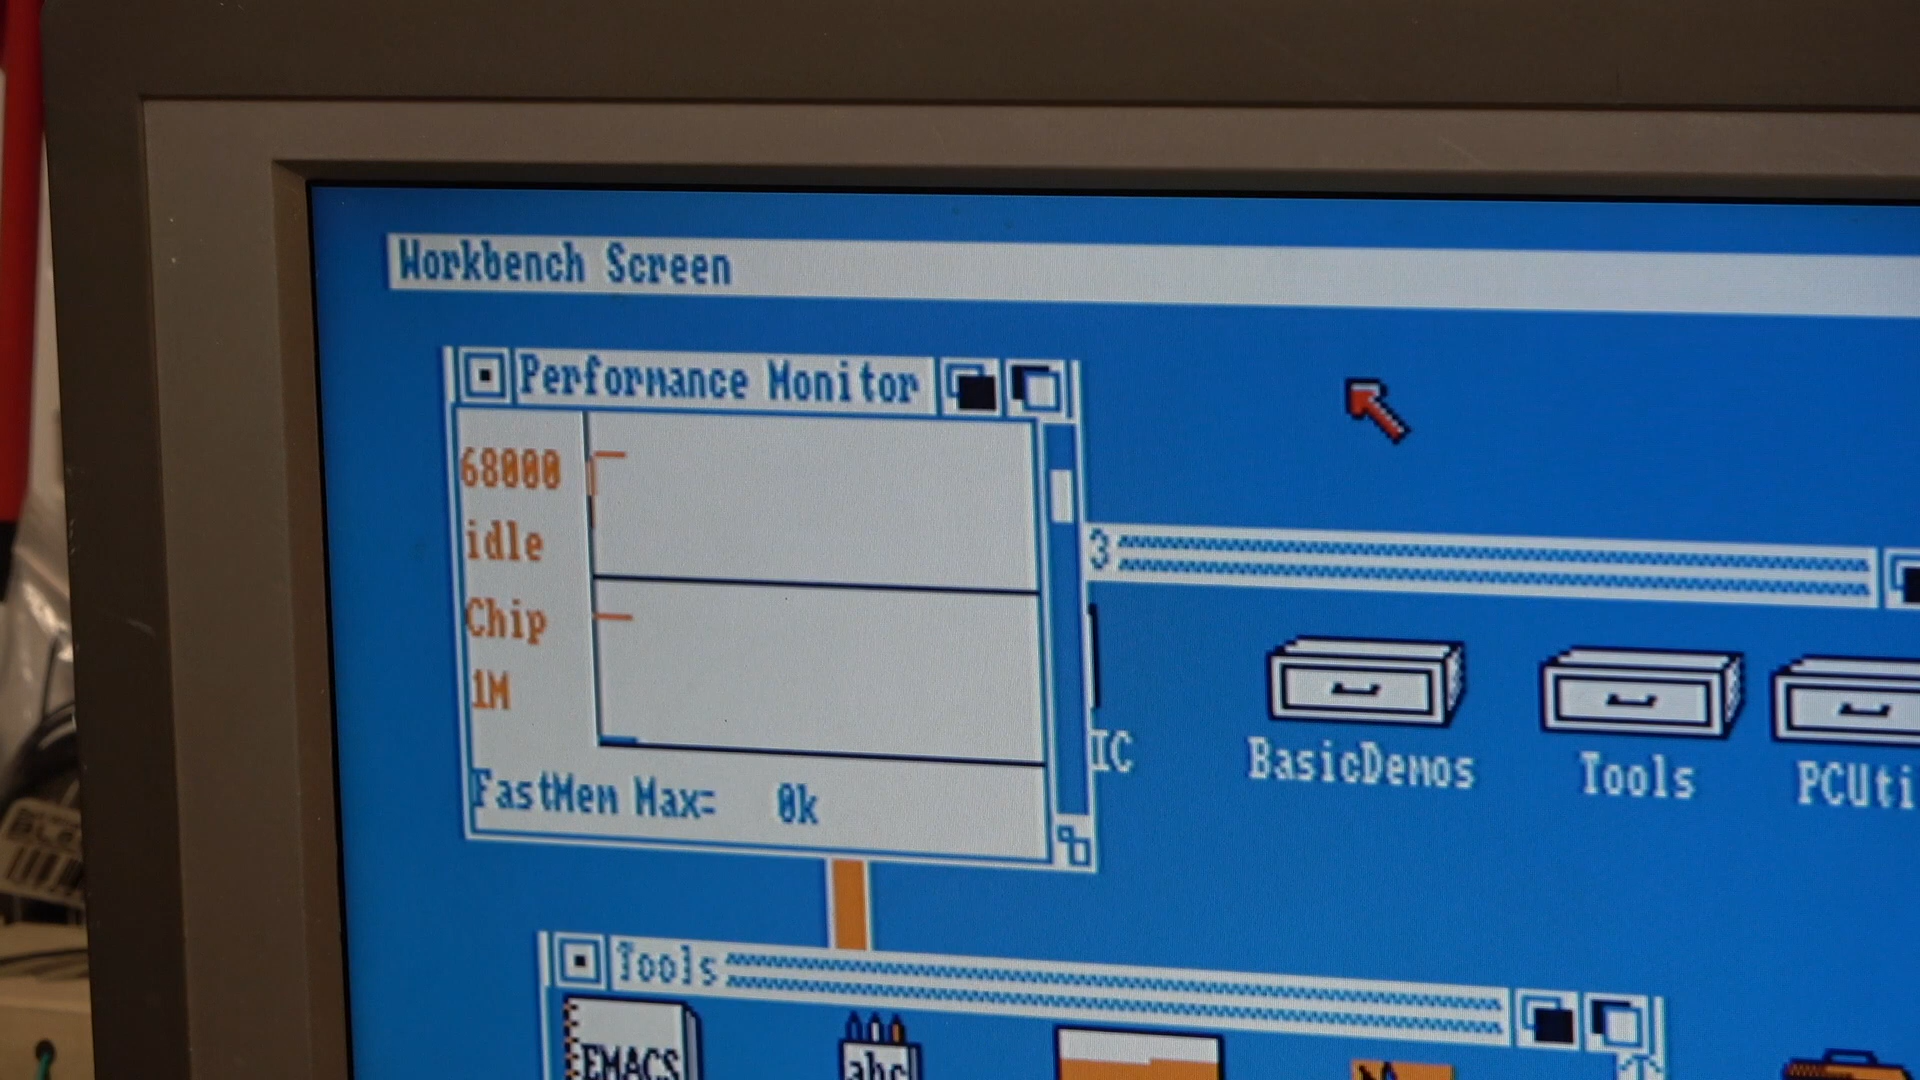 Workbench Screen
Performance Monitor
68000
idle
Chip
1M
FastMem Max= 0k
3
IC
BasicDemos
Tools
PCUti
Tools
EMACS
abc